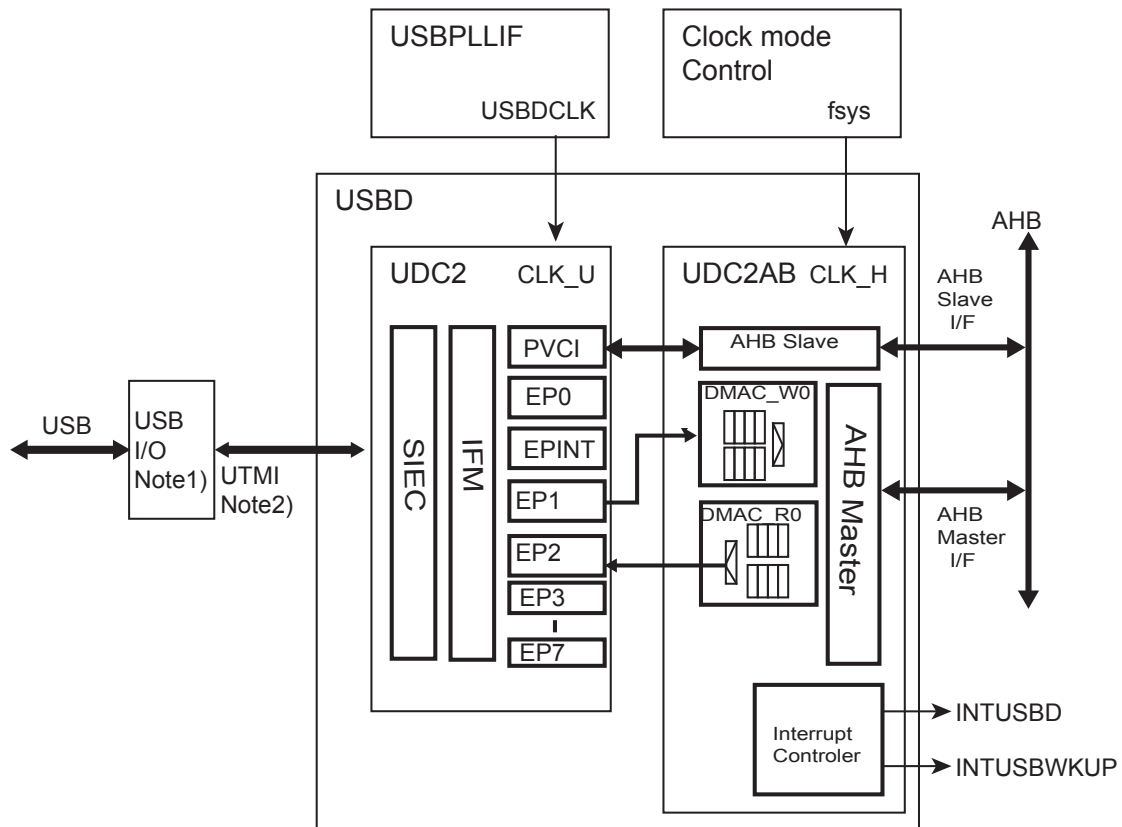 USBPLLIF
USBDCLK
Clock mode
Control
fsys
USBD
UDC2
CLK_U
UDC2AB
CLK_H
AHB
AHB
Slave
I/F
PVCI
AHB Slave
EP0
DMAC_W0
USB
USB
I/O
Note1)
UTMI
Note2)
SIEC
IFM
EPINT
EP1
DMAC_R0
AHB Master
AHB
Master
I/F
EP2
EP3
EP7
Interrupt
Controler
INTUSBD
INTUSBWKUP